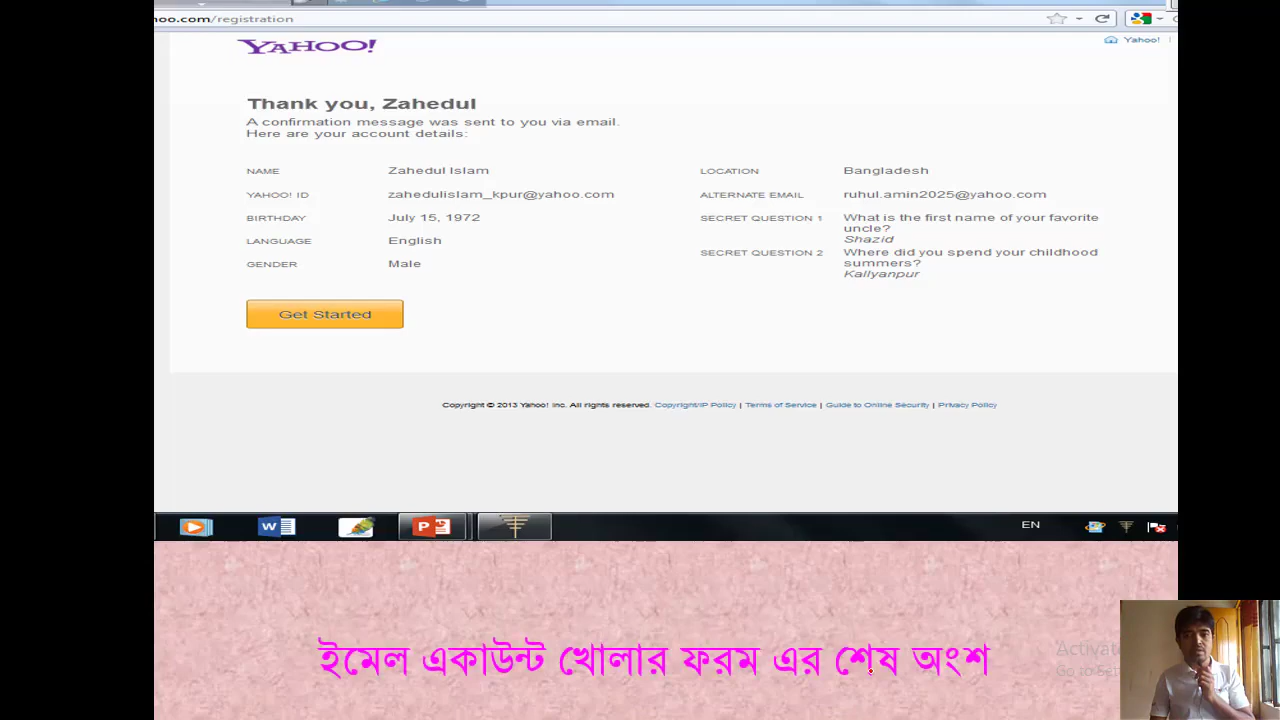 hoo.com/registration
YAHOO!
Yahoo!
Thank you, Zahedul
A confirmation message was sent to you via email.
Here are your account details:
NAME Zahedul Islam
LOCATION Bangladesh
YAHOO! ID zahedulislam_kpur@yahoo.com
ALTERNATE EMAIL ruhul.amin2025@yahoo.com
BIRTHDAY July 15, 1972
SECRET QUESTION 1 What is the first name of your favorite
uncle?
Shazid
LANGUAGE English
SECRET QUESTION 2 Where did you spend your childhood
summers?
Kallyanpur
GENDER Male
Get Started
Copyright © 2013 Yahoo! Inc. All rights reserved. Copyright/IP Policy | Terms of Service | Guide to Online Security | Privacy Policy
EN
ইমেল একাউন্ট খোলার ফরম এর শেষ অংশ
Activat
Go to Set